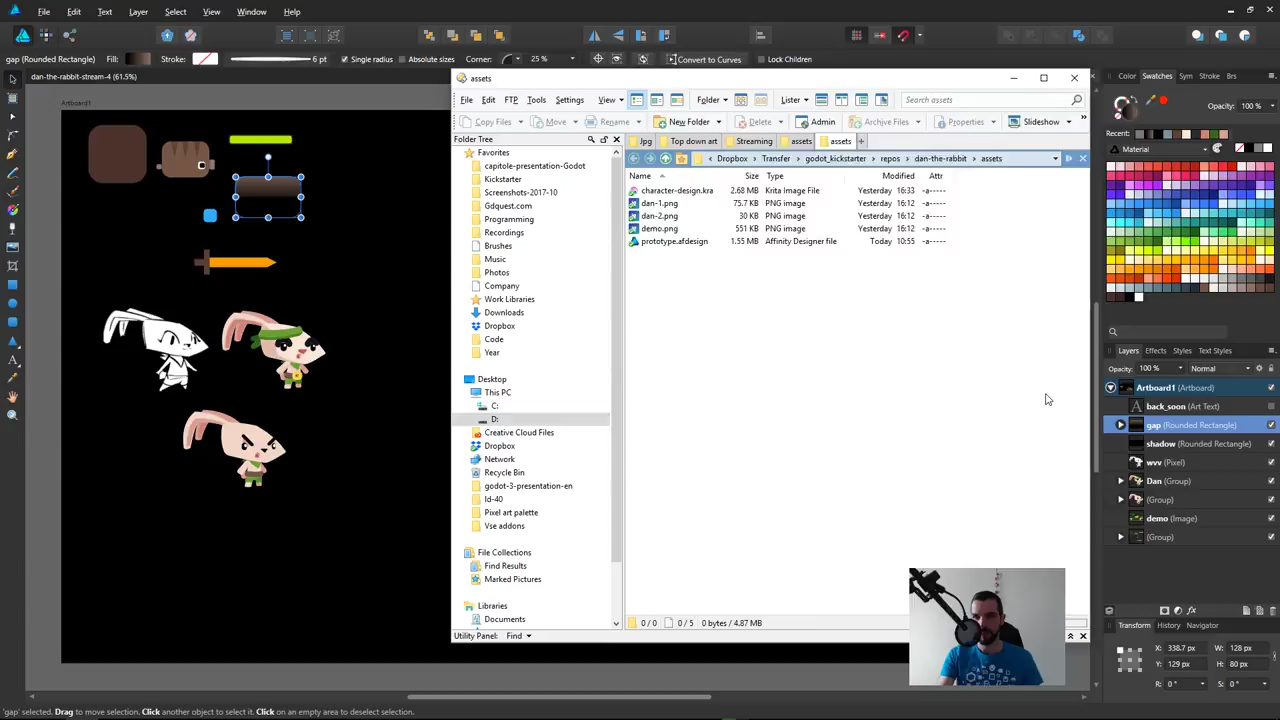 File Edit Text Layer Select View Window Help
gap (Rounded Rectangle) Fill: Stroke: 6 pt Single radius Absolute sizes Corner: 25 % Convert to Curves Lock Children
dan-the-rabbit-stream-4 (61.5%)
Artboard1
assets
File Edit FTP Tools Settings View Folder Lister Search assets
Copy Files Move Rename New Folder Delete Admin Archive Files Properties Slideshow
Folder Tree
Jpg Top down art Streaming assets assets
Dropbox Transfer godot_kickstarter repos dan-the-rabbit assets
Name Size Type Modified Attr
character-design.kra 2.68 MB Krita Image File Yesterday 16:33 -a-----
dan-1.png 75.7 KB PNG image Yesterday 16:12 -a-----
dan-2.png 30 KB PNG image Yesterday 16:12 -a-----
demo.png 551 KB PNG image Yesterday 16:12 -a-----
prototype.afdesign 1.55 MB Affinity Designer file Today 10:55 -a-----
Favorites
capitole-presentation-Godot
Kickstarter
Screenshots-2017-10
Gdquest.com
Programming
Recordings
Brushes
Music
Photos
Company
Work Libraries
Downloads
Dropbox
Code
Year
Desktop
This PC
C:
D:
Creative Cloud Files
Dropbox
Network
Recycle Bin
godot-3-presentation-en
ld-40
Pixel art palette
Vse addons
File Collections
Find Results
Marked Pictures
Libraries
Documents
Utility Panel: Find
0 / 0 0 / 5 0 bytes / 4.87 MB
Color Swatches Sym Stroke Brs
Opacity: 100 %
Recent:
Material
Layers Effects Styles Text Styles
Opacity: 100 % Normal
Artboard1 (Artboard)
back_soon (Art Text)
gap (Rounded Rectangle)
shadow (Rounded Rectangle)
wvv (Pixel)
Dan (Group)
(Group)
demo (Image)
(Group)
Transform History Navigator
X: 338.7 px W: 128 px
Y: 129 px H: 80 px
R: 0 ° S: 0 °
'gap' selected. Drag to move selection. Click another object to select it. Click on an empty area to deselect selection.